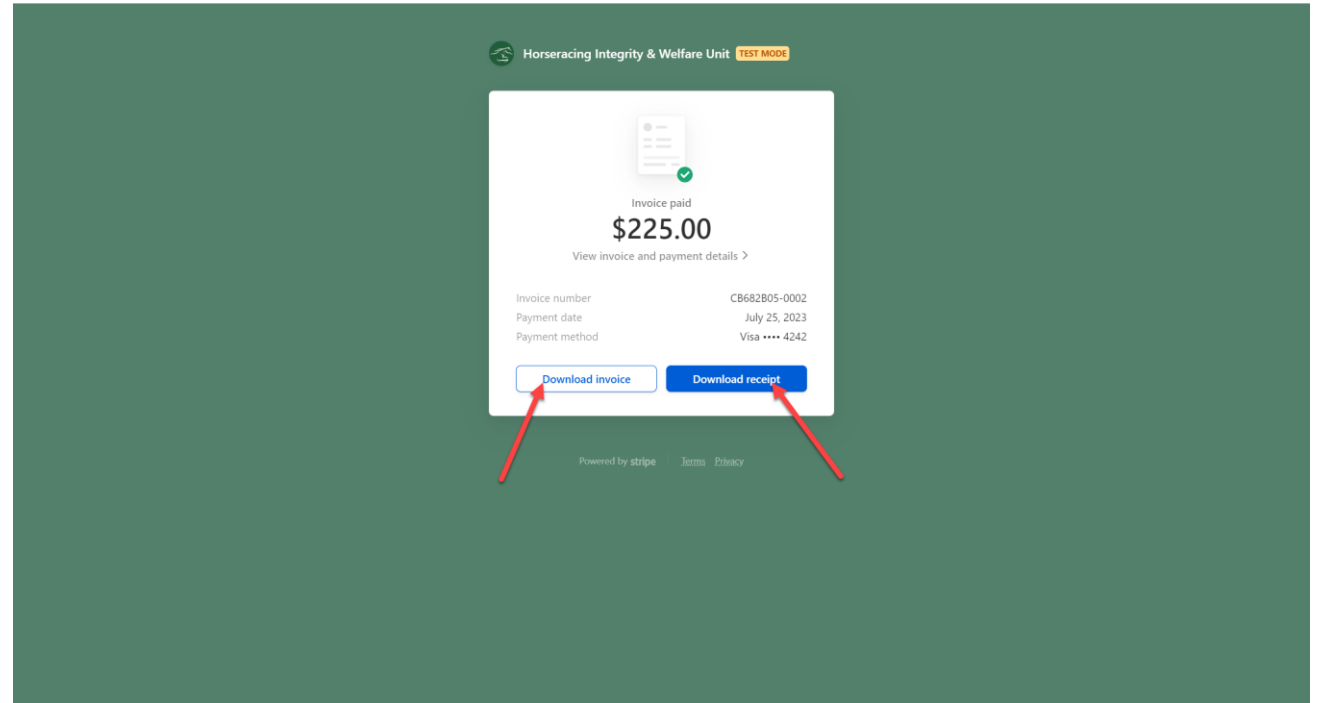 Horseracing Integrity & Welfare Unit TEST MODE
Invoice paid
$225.00
View invoice and payment details >
Invoice number CB682B05-0002
Payment date July 25, 2023
Payment method Visa •••• 4242
Download invoice Download receipt
Powered by stripe Terms Privacy